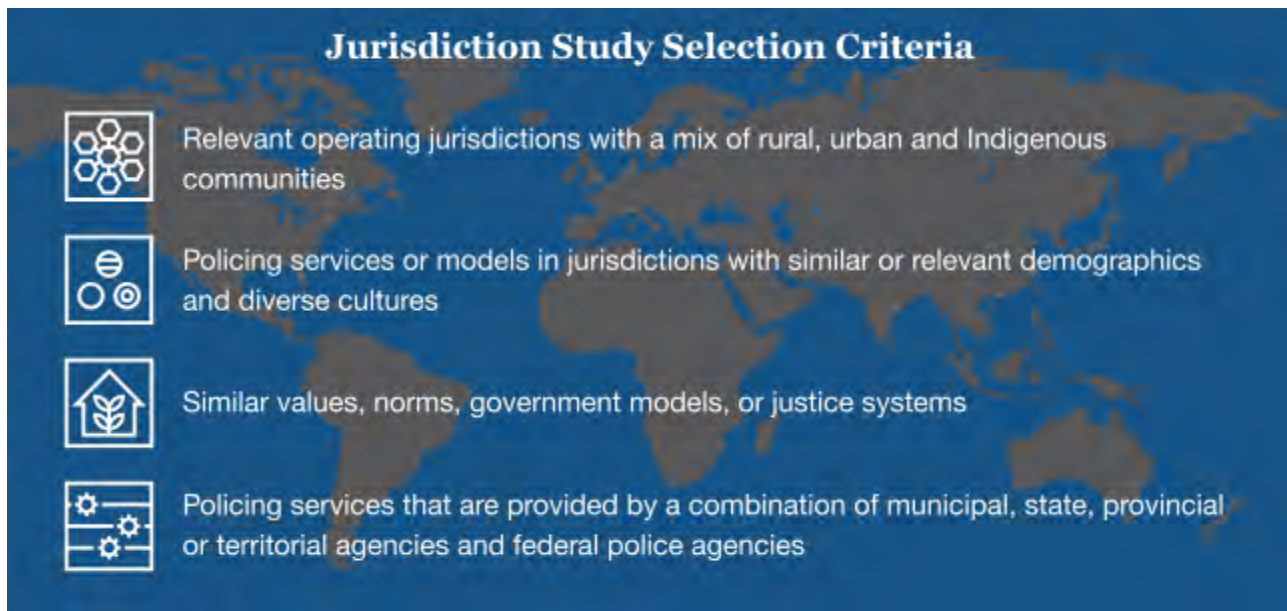 Jurisdiction Study Selection Criteria
Relevant operating jurisdictions with a mix of rural, urban and Indigenous
communities
Policing services or models in jurisdictions with similar or relevant demographics
and diverse cultures
Similar values, norms, government models, or justice systems
Policing services that are provided by a combination of municipal, state, provincial
or territorial agencies and federal police agencies